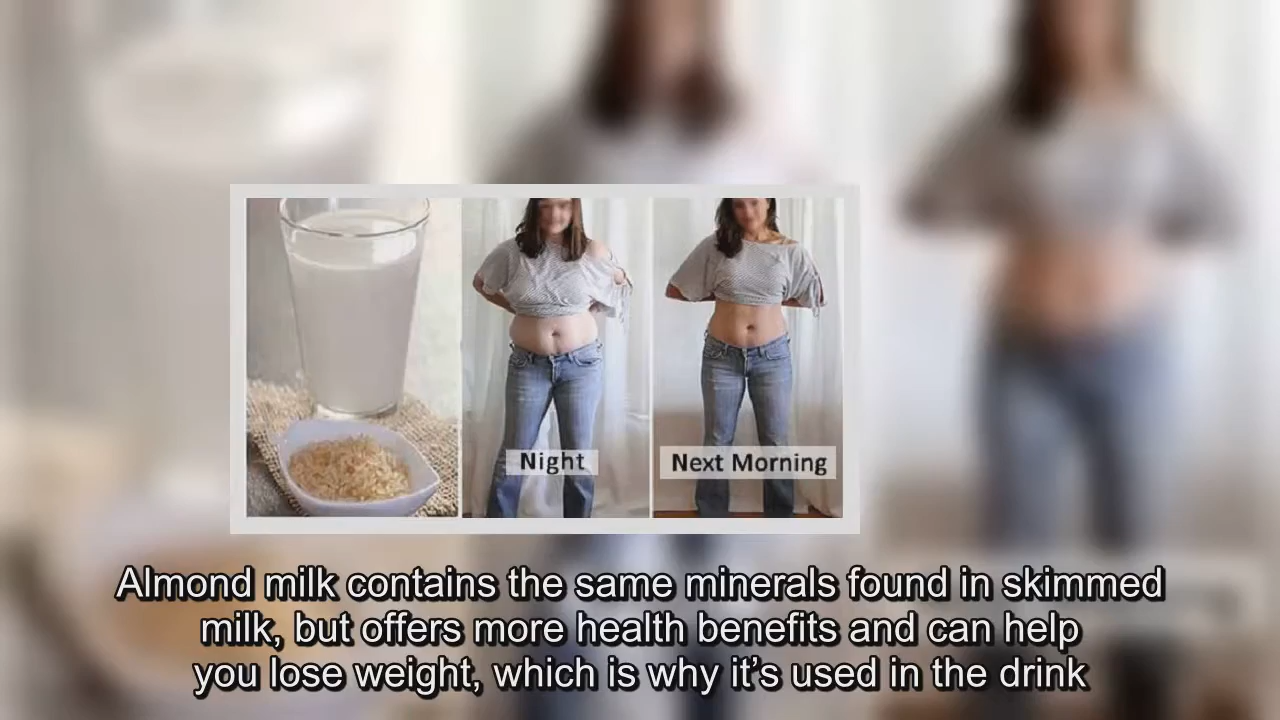 Night
Next Morning
Almond milk contains the same minerals found in skimmed
milk, but offers more health benefits and can help
you lose weight, which is why it’s used in the drink